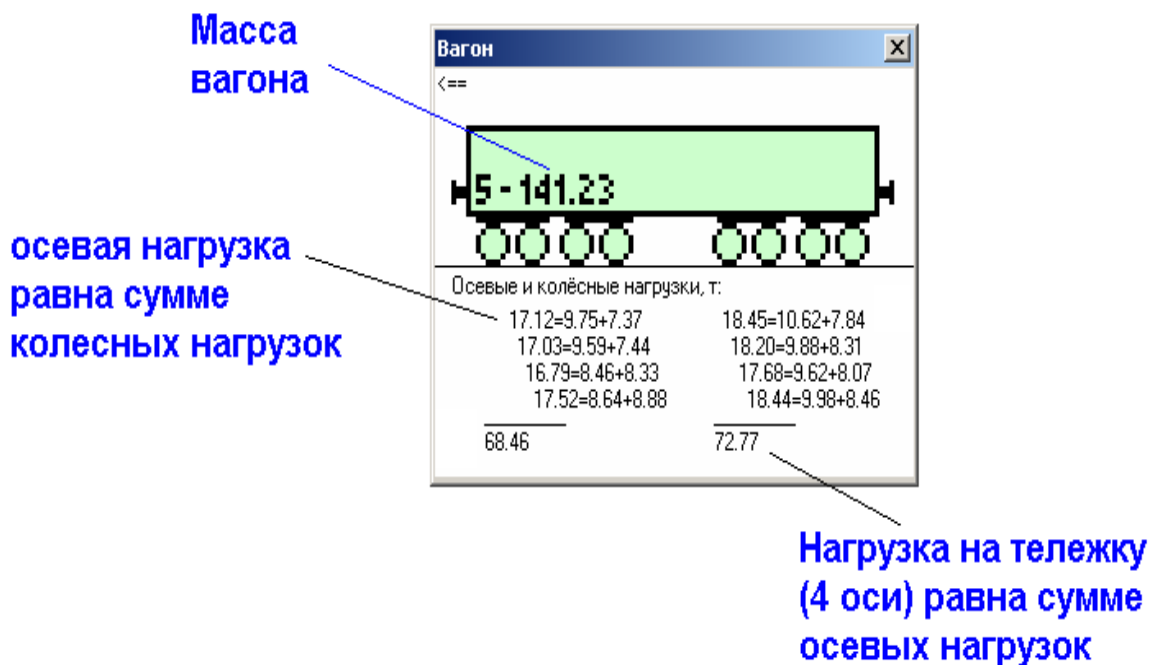 Масса
вагона
Вагон
<==
5 - 141.23
осевая нагрузка
равна сумме
колесных нагрузок
Осевые и колёсные нагрузки, т:
17.12=9.75+7.37 18.45=10.62+7.84
17.03=9.59+7.44 18.20=9.88+8.31
16.79=8.46+8.33 17.68=9.62+8.07
17.52=8.64+8.88 18.44=9.98+8.46
68.46 72.77
Нагрузка на тележку
(4 оси) равна сумме
осевых нагрузок